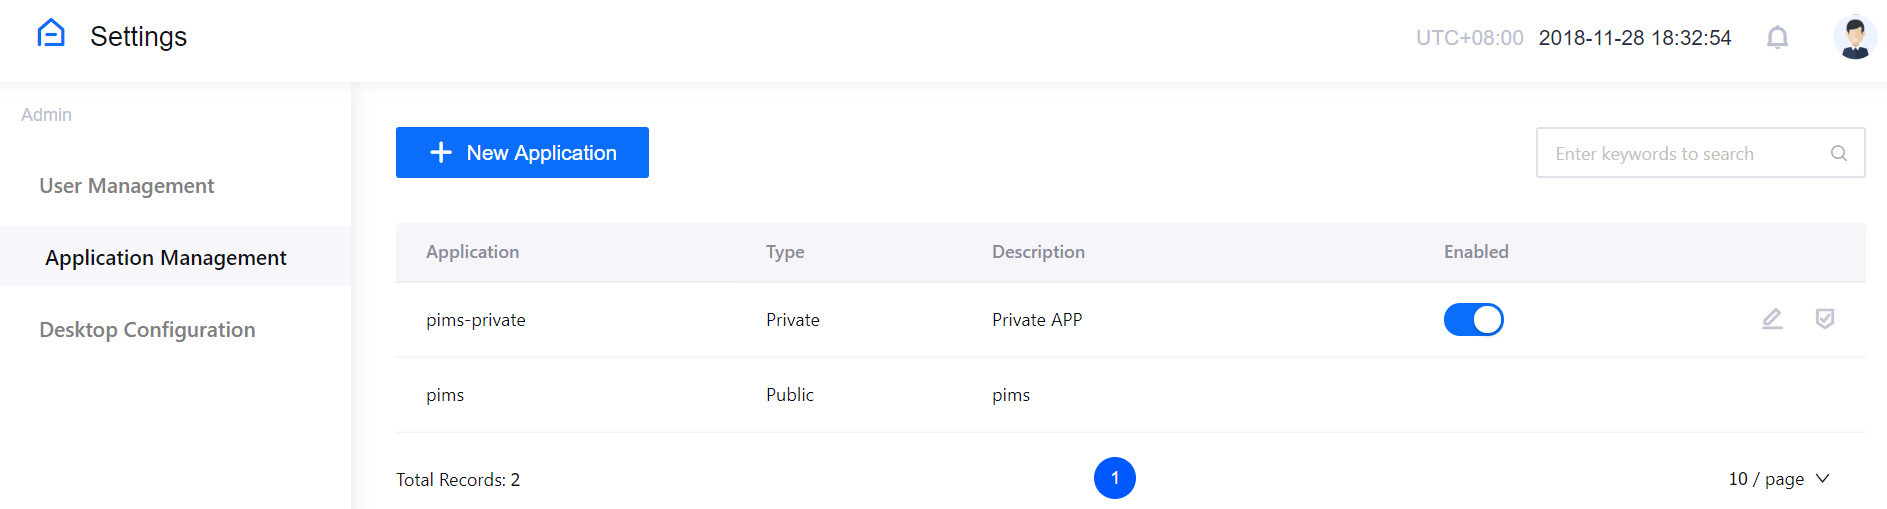 Settings
UTC+08:00 2018-11-28 18:32:54
Admin
User Management
Application Management
Desktop Configuration
New Application
Enter keywords to search
Application Type Description Enabled
pims-private Private Private APP
pims Public pims
Total Records: 2 1 10 / page